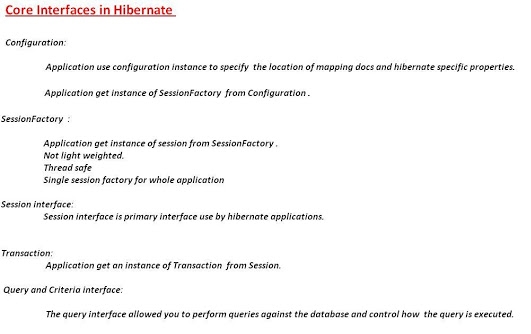 Core Interfaces in Hibernate
Configuration:
Application use configuration instance to specify the location of mapping docs and hibernate specific properties.
Application get instance of SessionFactory from Configuration .
SessionFactory :
Application get instance of session from SessionFactory .
Not light weighted.
Thread safe
Single session factory for whole application
Session interface:
Session interface is primary interface use by hibernate applications.
Transaction:
Application get an instance of Transaction from Session.
Query and Criteria interface:
The query interface allowed you to perform queries against the database and control how the query is executed.